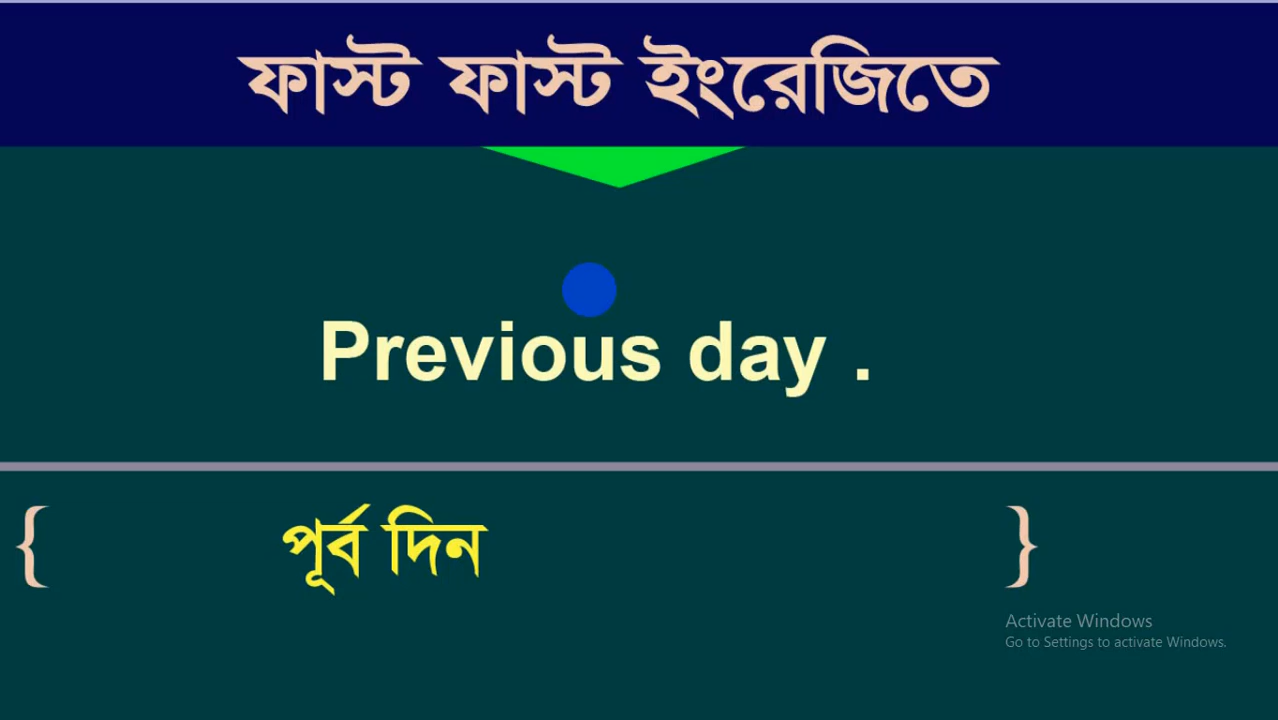 ফাস্ট ফাস্ট ইংরেজিতে
Previous day .
{ পূর্ব দিন }
Activate Windows
Go to Settings to activate Windows.